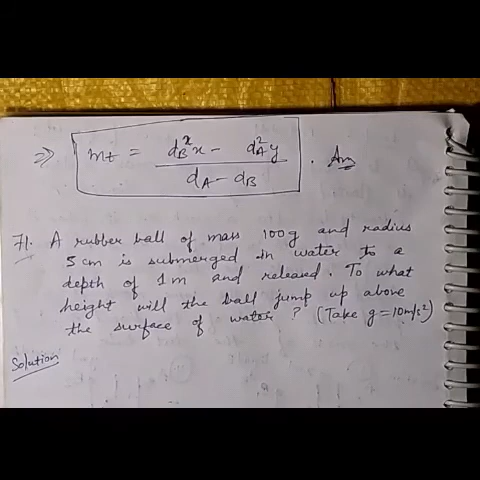 => mt = d_B^x x - d_A^2 y / d_A - d_B . Ans
71. A rubber ball of mass 100g and radius
5 cm is submerged in water to a
depth of 1m and released. To what
height will the ball jump up above
the surface of water ? (Take g = 10m/s²)
Solution